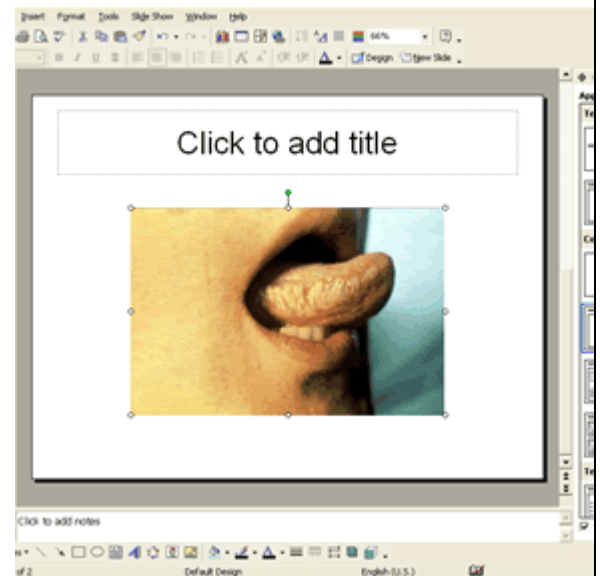 Insert Format Tools Slide Show Window Help
66%
Design New Slide
Click to add title
Click to add notes
of 2 Default Design English (U.S.)